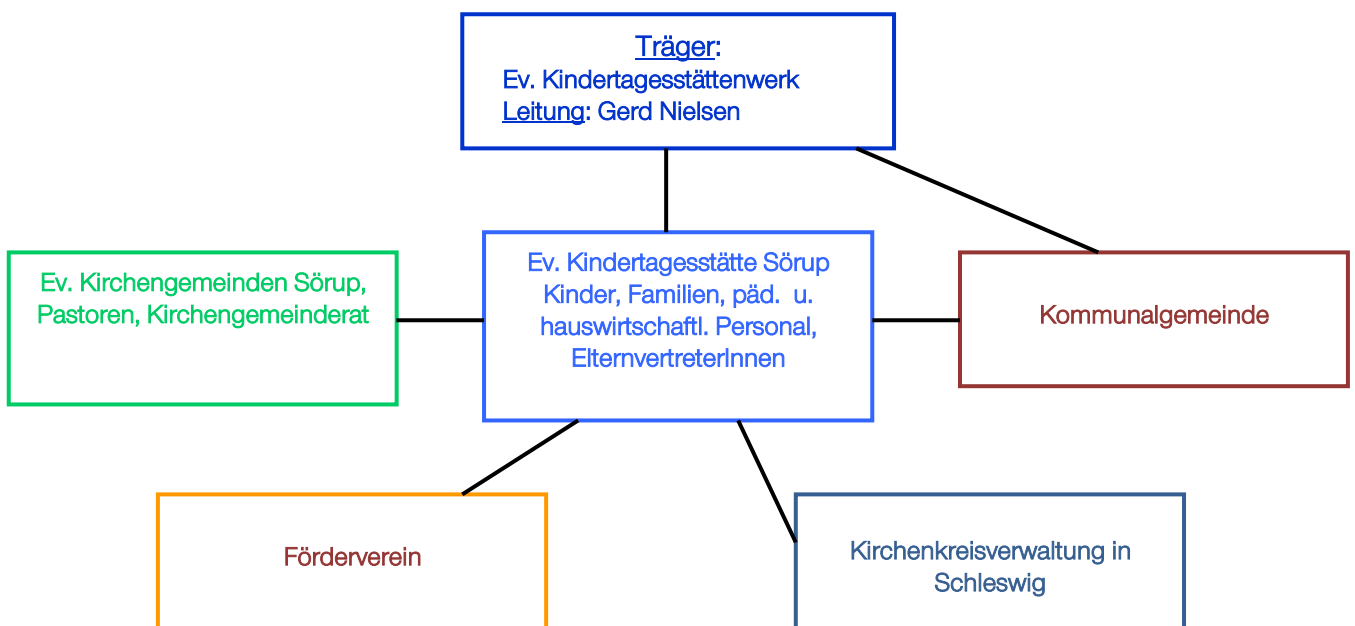 Träger:
Ev. Kindertagesstättenwerk
Leitung: Gerd Nielsen
Ev. Kirchengemeinden Sörup,
Pastoren, Kirchengemeinderat
Ev. Kindertagesstätte Sörup
Kinder, Familien, päd. u.
hauswirtschaftl. Personal,
ElternvertreterInnen
Kommunalgemeinde
Förderverein
Kirchenkreisverwaltung in
Schleswig